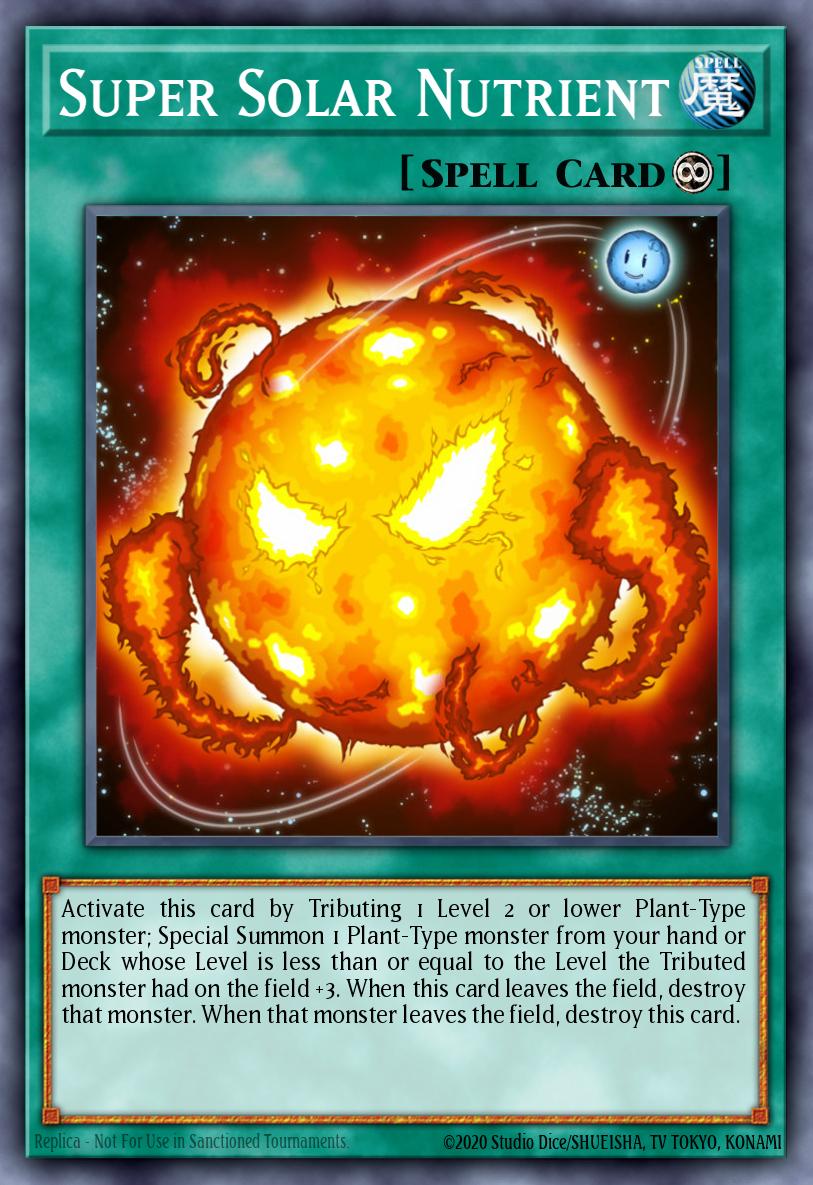 SUPER SOLAR NUTRIENT
SPELL
魔
[SPELL CARD♾]
Activate this card by Tributing 1 Level 2 or lower Plant-Type
monster; Special Summon 1 Plant-Type monster from your hand or
Deck whose Level is less than or equal to the Level the Tributed
monster had on the field +3. When this card leaves the field, destroy
that monster. When that monster leaves the field, destroy this card.
Replica - Not For Use in Sanctioned Tournaments.
©2020 Studio Dice/SHUEISHA, TV TOKYO, KONAMI